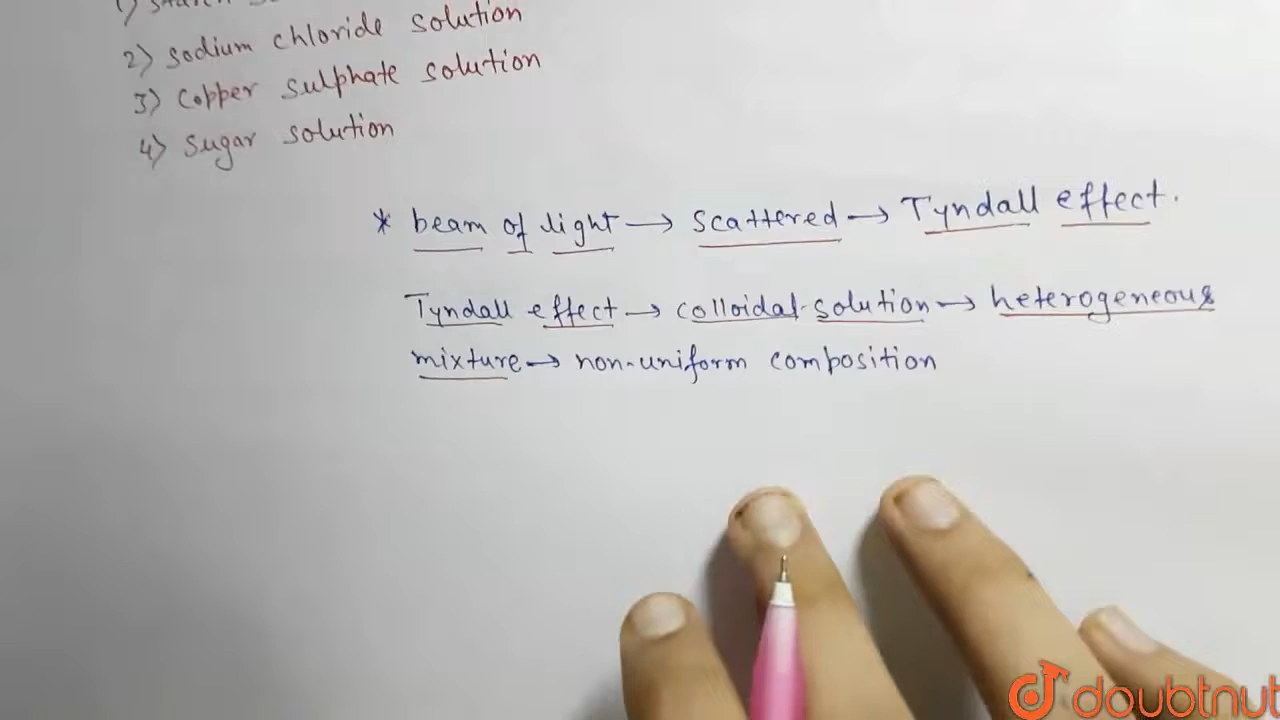 1)
2) sodium chloride solution
3) Copper sulphate solution
4) sugar solution
* beam of light → scattered → Tyndall effect.
Tyndall effect → colloidal solution → heterogeneous
mixture → non-uniform composition
doubtnut